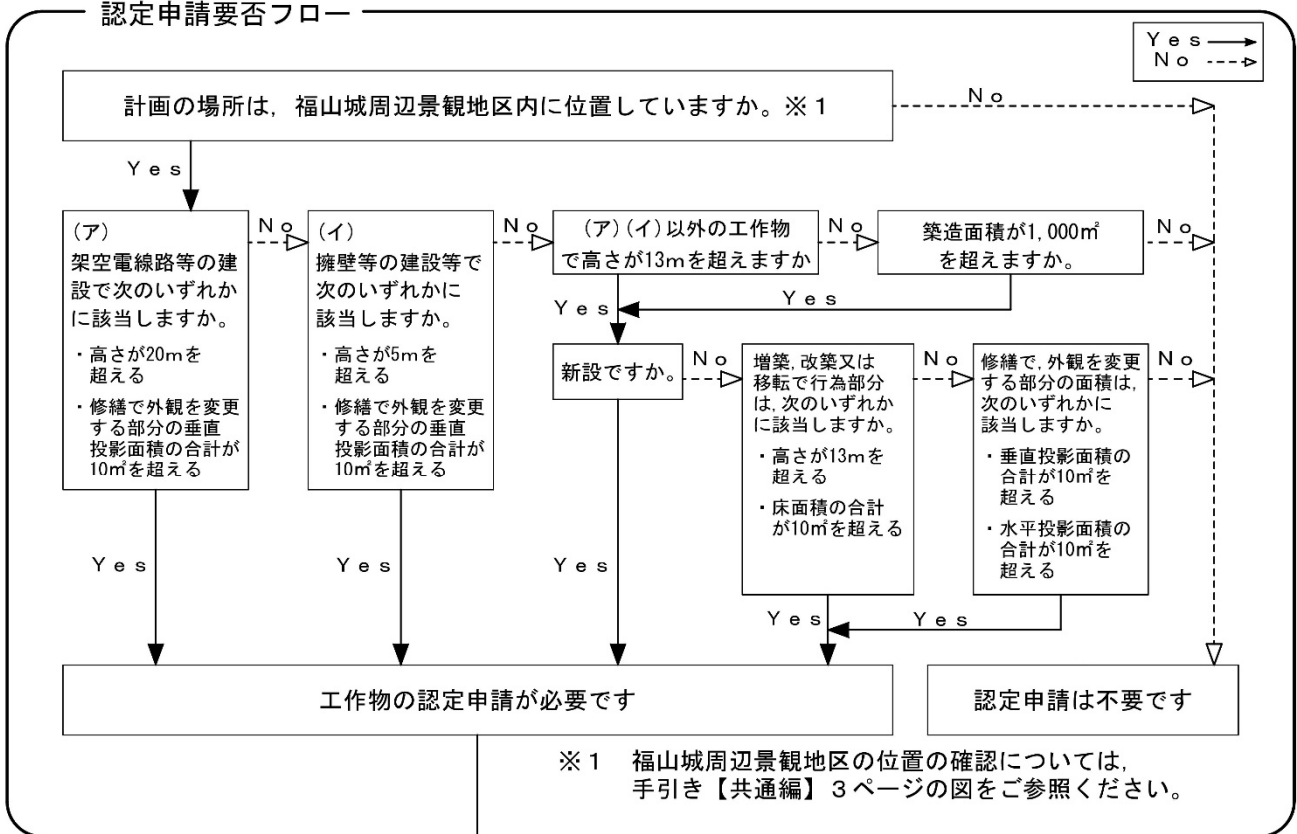 認定申請要否フロー
Yes
No
計画の場所は，福山城周辺景観地区内に位置していますか。※１
No
Yes
(ア)
架空電線路等の建
設で次のいずれか
に該当しますか。
・高さが20ｍを
超える
・修繕で外観を変更
する部分の垂直
投影面積の合計が
10㎡を超える
No
(イ)
擁壁等の建設等で
次のいずれかに
該当しますか。
・高さが5ｍを
超える
・修繕で外観を変更
する部分の垂直
投影面積の合計が
10㎡を超える
No
(ア)(イ)以外の工作物
で高さが13ｍを超えますか
No
築造面積が1,000㎡
を超えますか。
No
Yes
Yes
新設ですか。
No
増築，改築又は
移転で行為部分
は，次のいずれか
に該当しますか。
・高さが13ｍを
超える
・床面積の合計
が10㎡を超える
No
修繕で，外観を変更
する部分の面積は，
次のいずれかに
該当しますか。
・垂直投影面積の
合計が10㎡を
超える
・水平投影面積の
合計が10㎡を
超える
No
Yes
Yes
Yes
Yes
Yes
工作物の認定申請が必要です
認定申請は不要です
※１　福山城周辺景観地区の位置の確認については，
手引き【共通編】３ページの図をご参照ください。